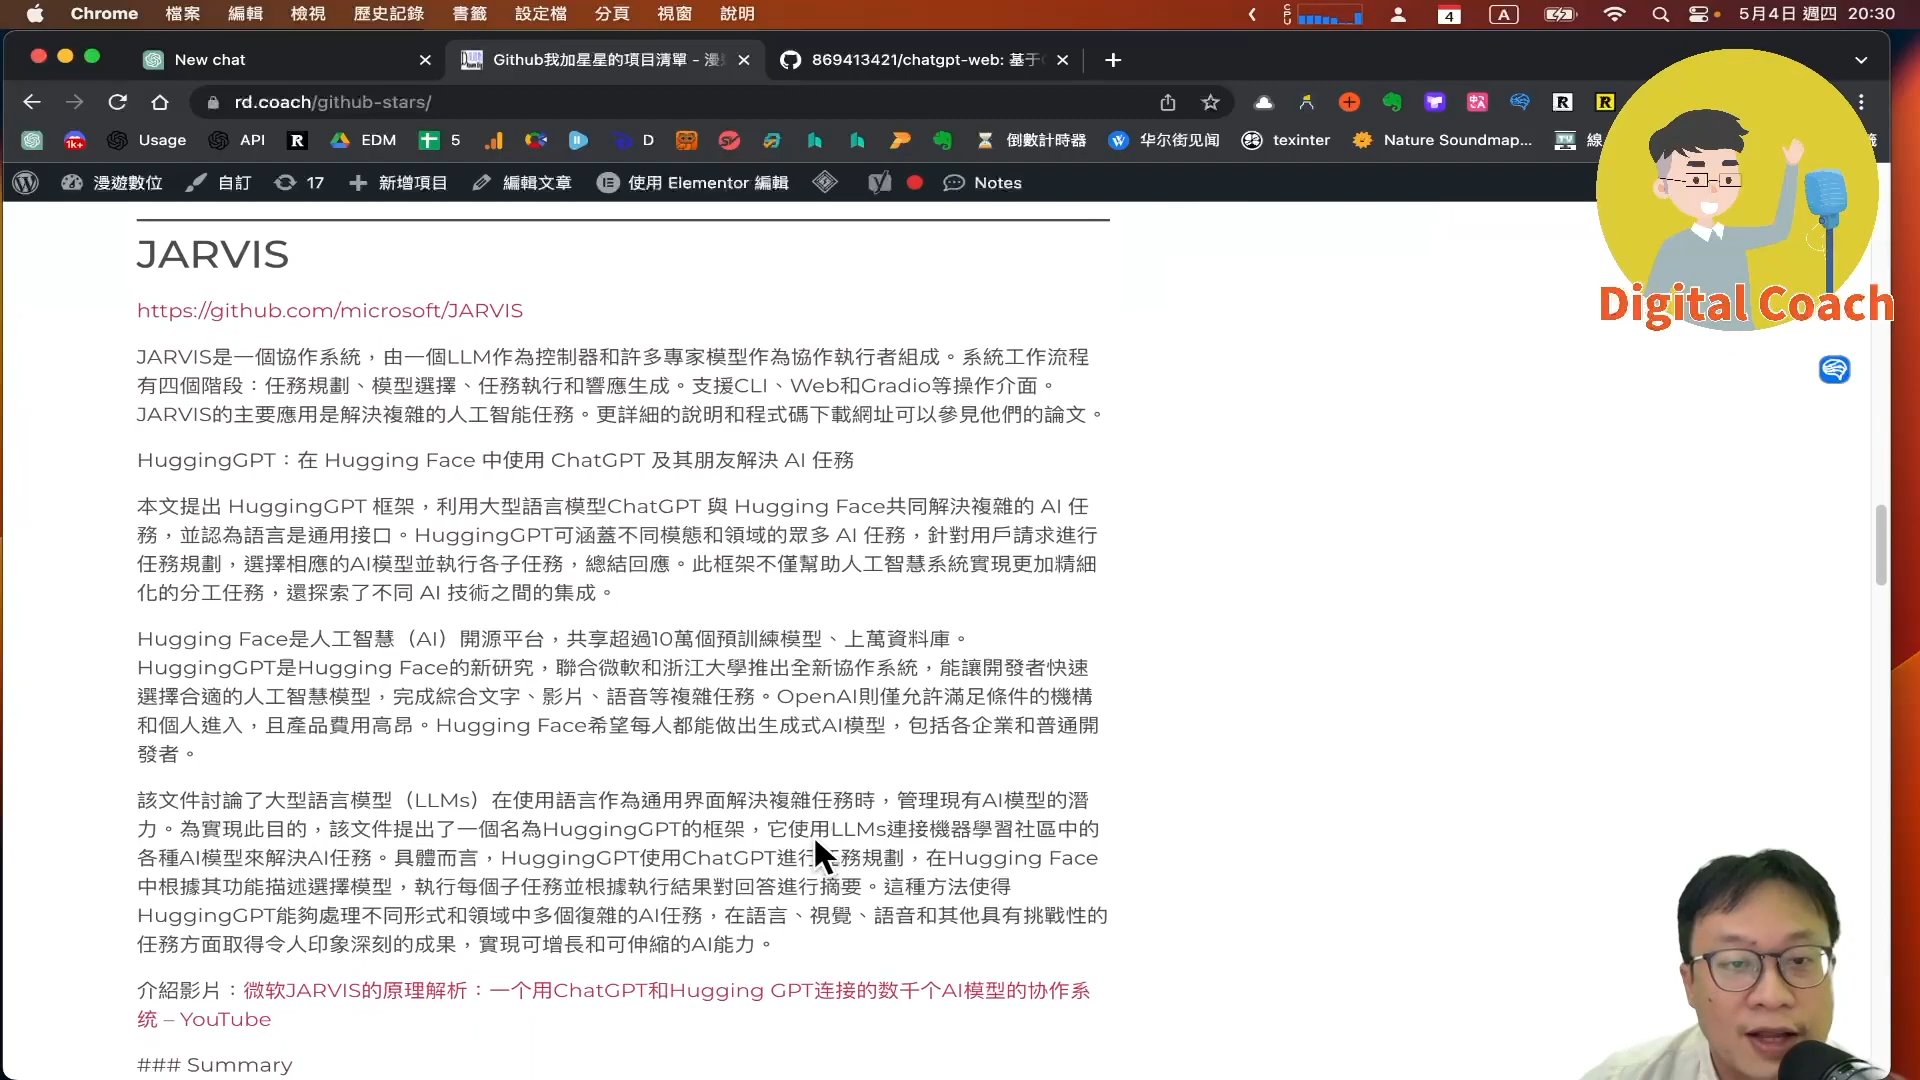 Chrome 檔案 編輯 檢視 歷史記錄 書籤 設定檔 分頁 視窗 說明
CPU 4 A 5月4日 週四 20:30
New chat
Github我加星星的項目清單 – 漫
869413421/chatgpt-web: 基于
rd.coach/github-stars/
1k+ Usage API R EDM 5 D 倒數計時器 华尔街见闻 texinter Nature Soundmap... 線
漫遊數位 自訂 17 新增項目 編輯文章 使用 Elementor 編輯 Notes
Digital Coach
JARVIS
https://github.com/microsoft/JARVIS
JARVIS是一個協作系統，由一個LLM作為控制器和許多專家模型作為協作執行者組成。系統工作流程
有四個階段：任務規劃、模型選擇、任務執行和響應生成。支援CLI、Web和Gradio等操作介面。
JARVIS的主要應用是解決複雜的人工智能任務。更詳細的說明和程式碼下載網址可以參見他們的論文。
HuggingGPT：在 Hugging Face 中使用 ChatGPT 及其朋友解決 AI 任務
本文提出 HuggingGPT 框架，利用大型語言模型ChatGPT 與 Hugging Face共同解決複雜的 AI 任
務，並認為語言是通用接口。HuggingGPT可涵蓋不同模態和領域的眾多 AI 任務，針對用戶請求進行
任務規劃，選擇相應的AI模型並執行各子任務，總結回應。此框架不僅幫助人工智慧系統實現更加精細
化的分工任務，還探索了不同 AI 技術之間的集成。
Hugging Face是人工智慧（AI）開源平台，共享超過10萬個預訓練模型、上萬資料庫。
HuggingGPT是Hugging Face的新研究，聯合微軟和浙江大學推出全新協作系統，能讓開發者快速
選擇合適的人工智慧模型，完成綜合文字、影片、語音等複雜任務。OpenAI則僅允許滿足條件的機構
和個人進入，且產品費用高昂。Hugging Face希望每人都能做出生成式AI模型，包括各企業和普通開
發者。
該文件討論了大型語言模型（LLMs）在使用語言作為通用界面解決複雜任務時，管理現有AI模型的潛
力。為實現此目的，該文件提出了一個名為HuggingGPT的框架，它使用LLMs連接機器學習社區中的
各種AI模型來解決AI任務。具體而言，HuggingGPT使用ChatGPT進行務規劃，在Hugging Face
中根據其功能描述選擇模型，執行每個子任務並根據執行結果對回答進行摘要。這種方法使得
HuggingGPT能夠處理不同形式和領域中多個復雜的AI任務，在語言、視覺、語音和其他具有挑戰性的
任務方面取得令人印象深刻的成果，實現可增長和可伸縮的AI能力。
介紹影片：微软JARVIS的原理解析：一个用ChatGPT和Hugging GPT连接的数千个AI模型的协作系
统 – YouTube
### Summary